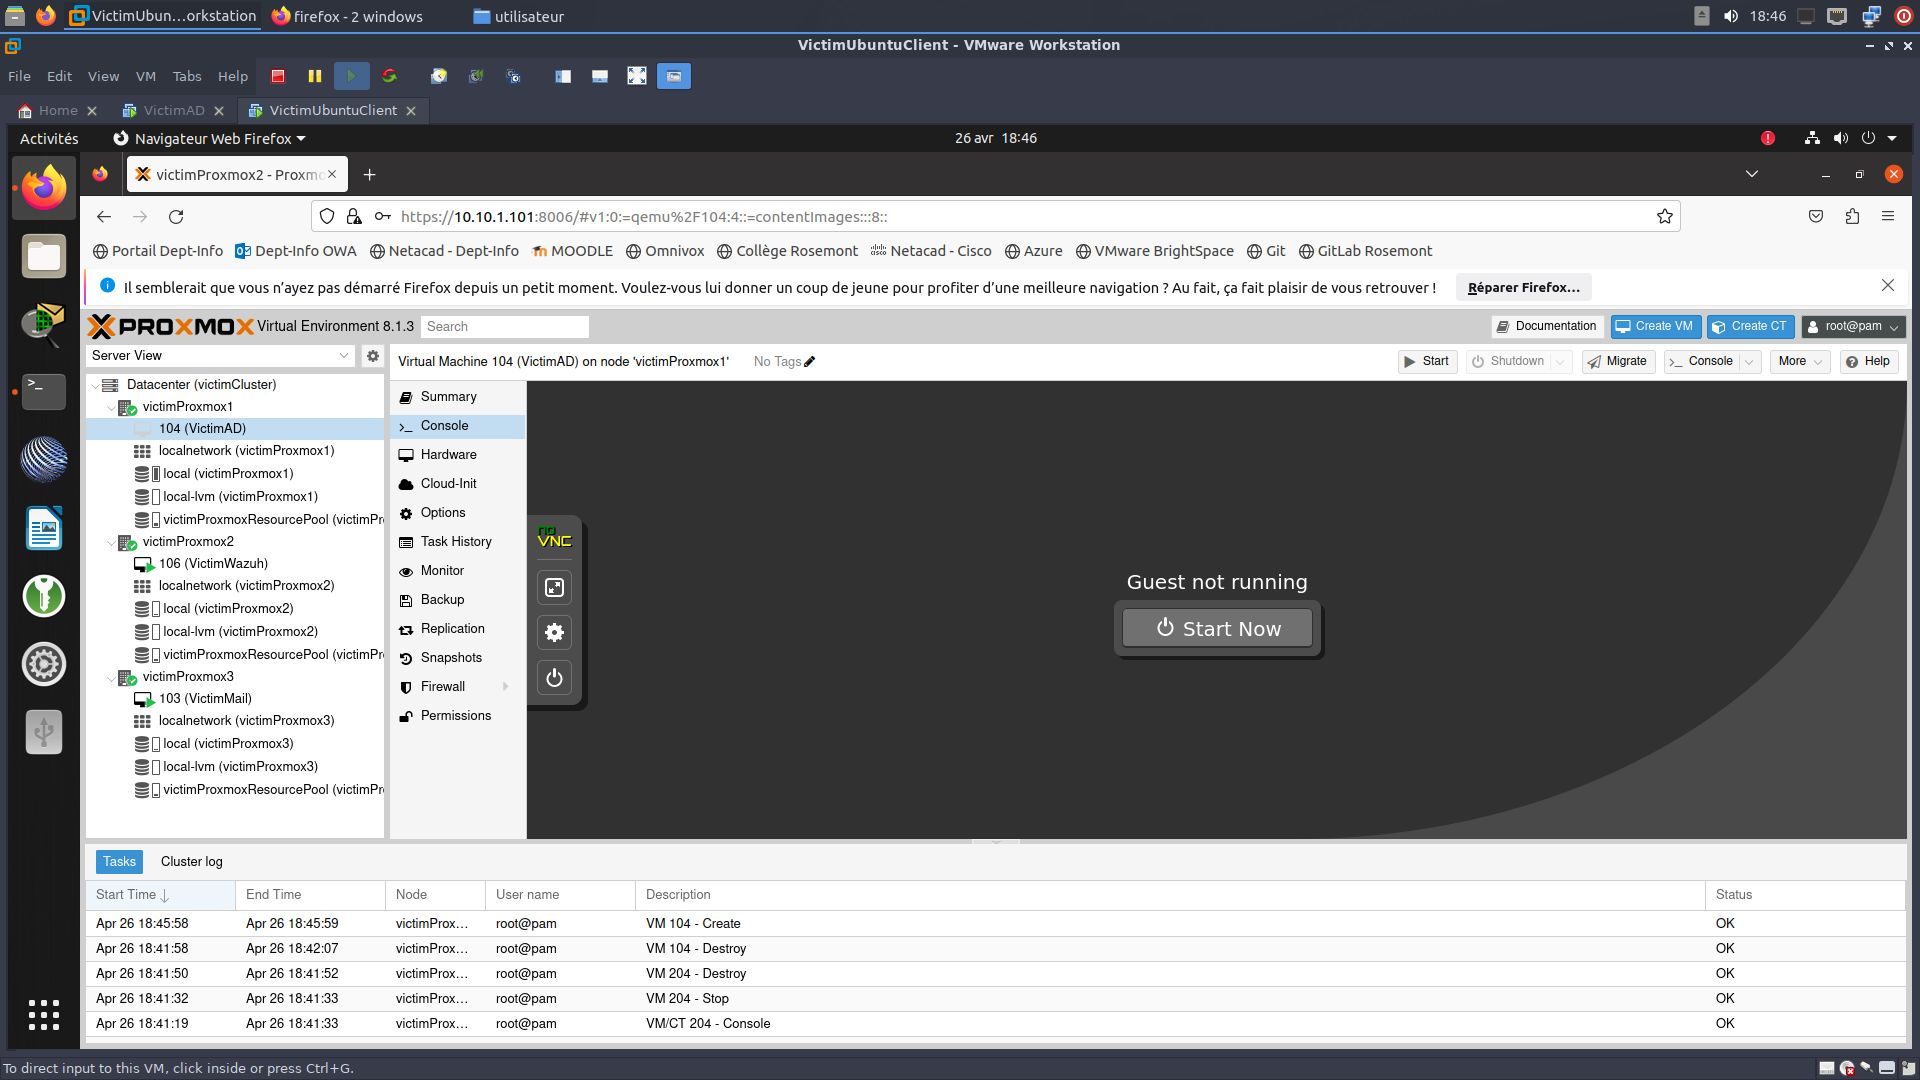 VictimUbun...orkstation
firefox - 2 windows
utilisateur
18:46
VictimUbuntuClient - VMware Workstation
File Edit View VM Tabs Help
Home
VictimAD
VictimUbuntuClient
Activités
Navigateur Web Firefox
26 avr 18:46
victimProxmox2 - Proxmo
https://10.10.1.101:8006/#v1:0:=qemu%2F104:4::=contentImages:::8::
Portail Dept-Info
Dept-Info OWA
Netacad - Dept-Info
MOODLE
Omnivox
Collège Rosemont
Netacad - Cisco
Azure
VMware BrightSpace
Git
GitLab Rosemont
Il semblerait que vous n’ayez pas démarré Firefox depuis un petit moment. Voulez-vous lui donner un coup de jeune pour profiter d’une meilleure navigation ? Au fait, ça fait plaisir de vous retrouver !
Réparer Firefox…
PROXMOX Virtual Environment 8.1.3
Search
Documentation
Create VM
Create CT
root@pam
Server View
Virtual Machine 104 (VictimAD) on node 'victimProxmox1'
No Tags
Start
Shutdown
Migrate
Console
More
Help
Datacenter (victimCluster)
victimProxmox1
104 (VictimAD)
localnetwork (victimProxmox1)
local (victimProxmox1)
local-lvm (victimProxmox1)
victimProxmoxResourcePool (victimPr
victimProxmox2
106 (VictimWazuh)
localnetwork (victimProxmox2)
local (victimProxmox2)
local-lvm (victimProxmox2)
victimProxmoxResourcePool (victimPr
victimProxmox3
103 (VictimMail)
localnetwork (victimProxmox3)
local (victimProxmox3)
local-lvm (victimProxmox3)
victimProxmoxResourcePool (victimPr
Summary
Console
Hardware
Cloud-Init
Options
Task History
Monitor
Backup
Replication
Snapshots
Firewall
Permissions
no
VNC
Guest not running
Start Now
Tasks
Cluster log
Start Time End Time Node User name Description Status
Apr 26 18:45:58 Apr 26 18:45:59 victimProx… root@pam VM 104 - Create OK
Apr 26 18:41:58 Apr 26 18:42:07 victimProx… root@pam VM 104 - Destroy OK
Apr 26 18:41:50 Apr 26 18:41:52 victimProx… root@pam VM 204 - Destroy OK
Apr 26 18:41:32 Apr 26 18:41:33 victimProx… root@pam VM 204 - Stop OK
Apr 26 18:41:19 Apr 26 18:41:33 victimProx… root@pam VM/CT 204 - Console OK
To direct input to this VM, click inside or press Ctrl+G.